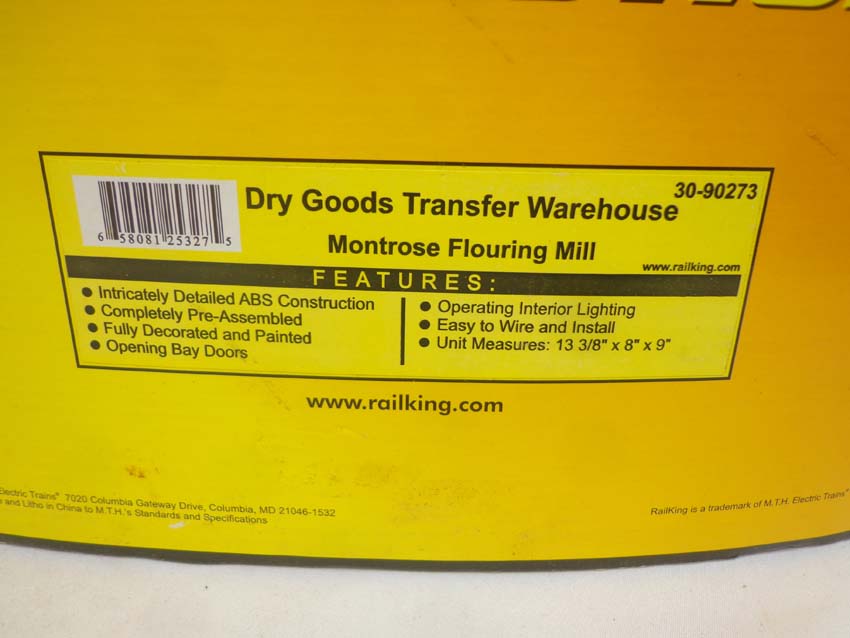 30-90273
Dry Goods Transfer Warehouse
6 58081 25327 5
Montrose Flouring Mill
www.railking.com
FEATURES:
● Intricately Detailed ABS Construction
● Completely Pre-Assembled
● Fully Decorated and Painted
● Opening Bay Doors
● Operating Interior Lighting
● Easy to Wire and Install
● Unit Measures: 13 3/8" x 8" x 9"
www.railking.com
Electric Trains® 7020 Columbia Gateway Drive, Columbia, MD 21046-1532
and Litho in China to M.T.H.'s Standards and Specifications
RailKing is a trademark of M.T.H. Electric Trains®